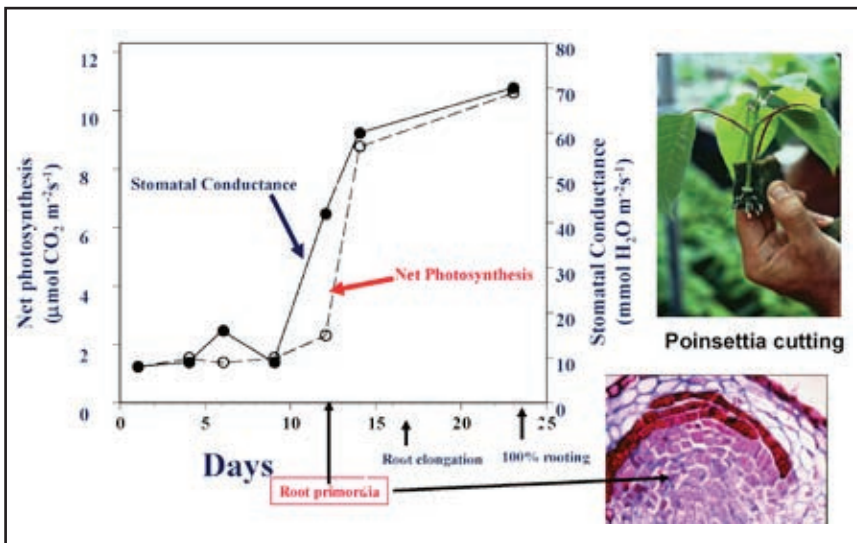 Net photosynthesis
(μmol CO₂ m⁻²s⁻¹)
12
10
8
6
4
2
0
Stomatal Conductance
Net Photosynthesis
80
70
60
50
40
30
20
10
0
Stomatal Conductance
(mmol H₂O m⁻²s⁻¹)
0
5
10
15
20
25
Days
Root elongation
100% rooting
Root primordia
Poinsettia cutting